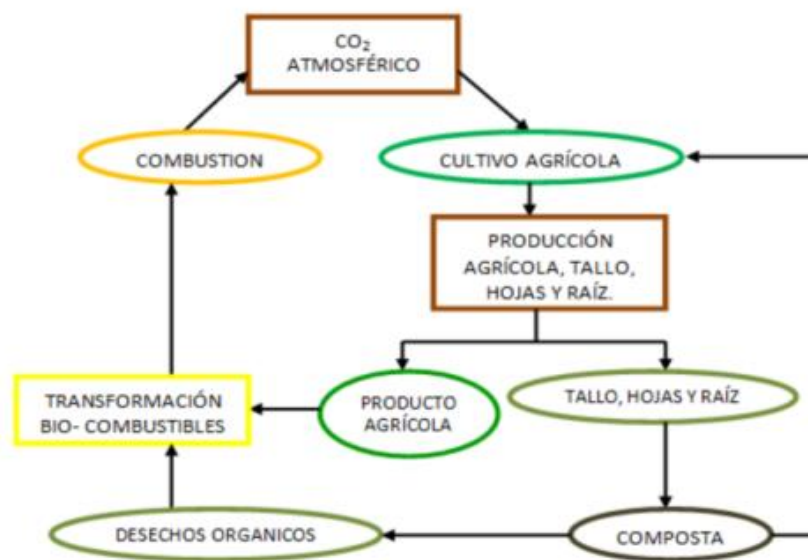 CO₂
ATMOSFÉRICO
COMBUSTION
CULTIVO AGRÍCOLA
PRODUCCIÓN
AGRÍCOLA, TALLO,
HOJAS Y RAÍZ.
TRANSFORMACIÓN
BIO- COMBUSTIBLES
PRODUCTO
AGRÍCOLA
TALLO, HOJAS Y RAÍZ
DESECHOS ORGANICOS
COMPOSTA